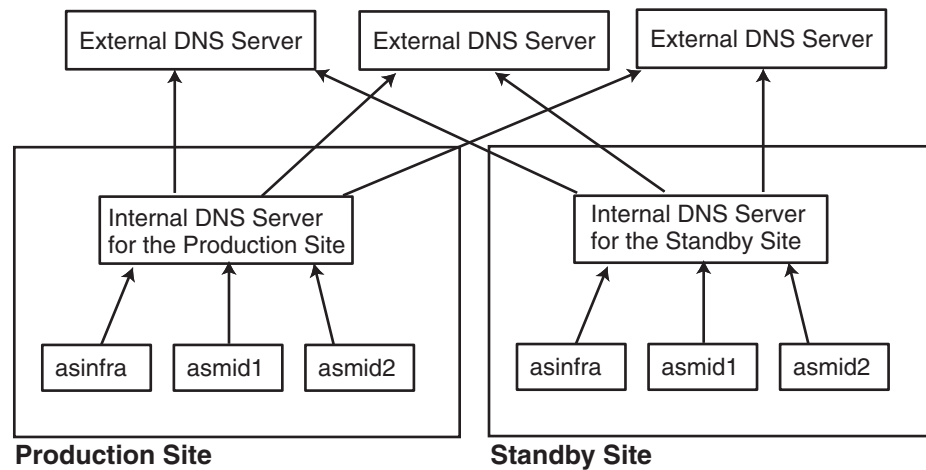 External DNS Server
External DNS Server
External DNS Server
Internal DNS Server
for the Production Site
Internal DNS Server
for the Standby Site
asinfra
asmid1
asmid2
asinfra
asmid1
asmid2
Production Site
Standby Site